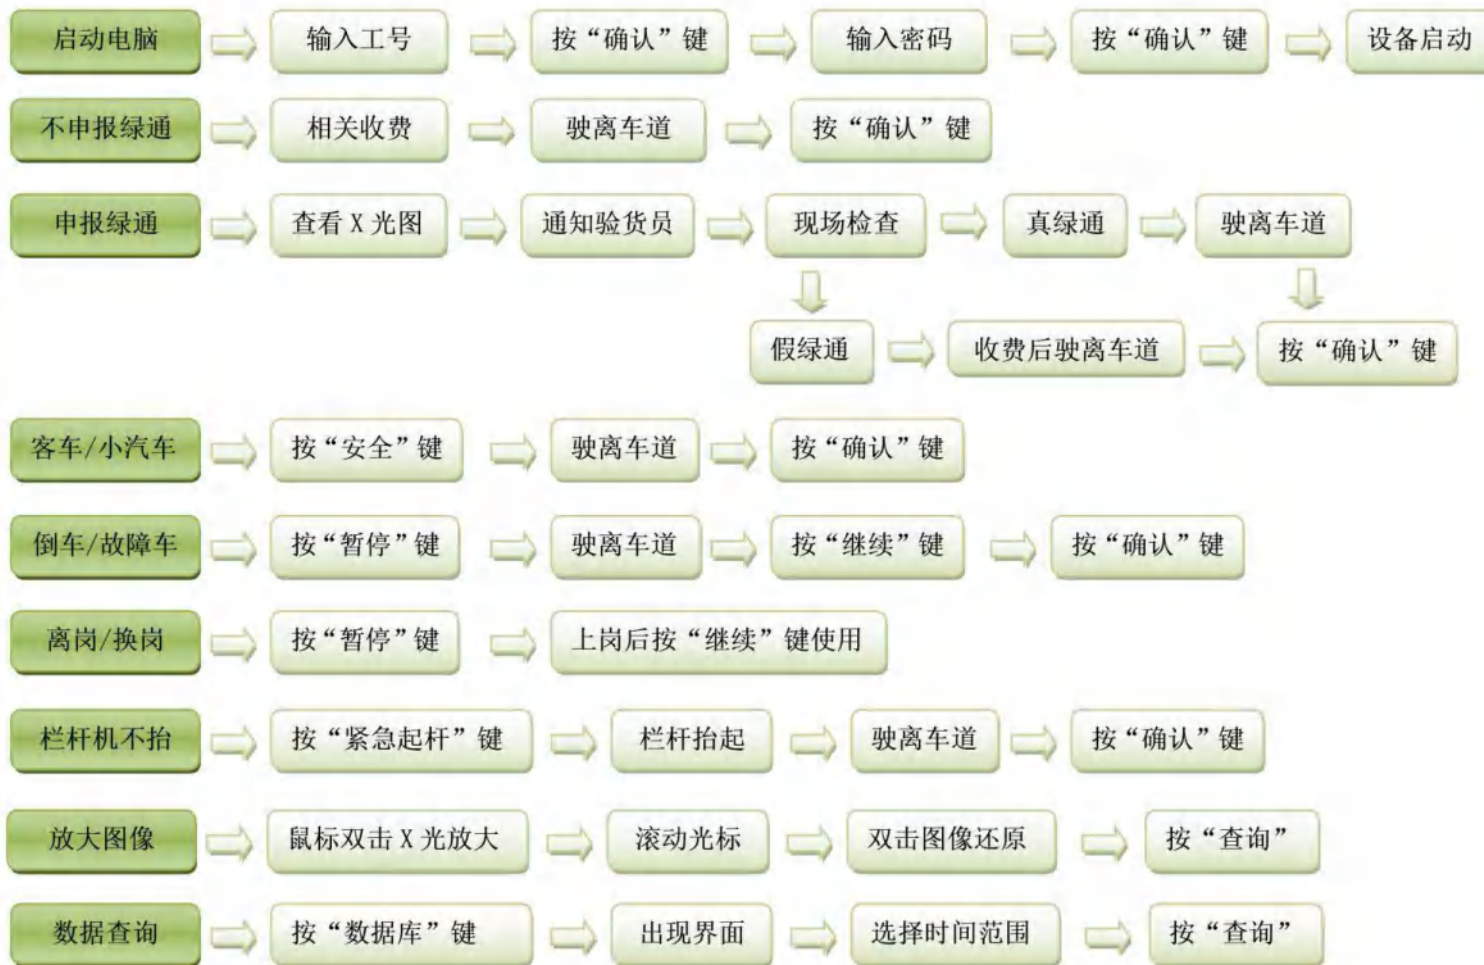 启动电脑 输入工号 按“确认”键 输入密码 按“确认”键 设备启动
不申报绿通 相关收费 驶离车道 按“确认”键
申报绿通 查看 X 光图 通知验货员 现场检查 真绿通 驶离车道
假绿通 收费后驶离车道 按“确认”键
客车/小汽车 按“安全”键 驶离车道 按“确认”键
倒车/故障车 按“暂停”键 驶离车道 按“继续”键 按“确认”键
离岗/换岗 按“暂停”键 上岗后按“继续”键使用
栏杆机不抬 按“紧急起杆”键 栏杆抬起 驶离车道 按“确认”键
放大图像 鼠标双击 X 光放大 滚动光标 双击图像还原 按“查询”
数据查询 按“数据库”键 出现界面 选择时间范围 按“查询”